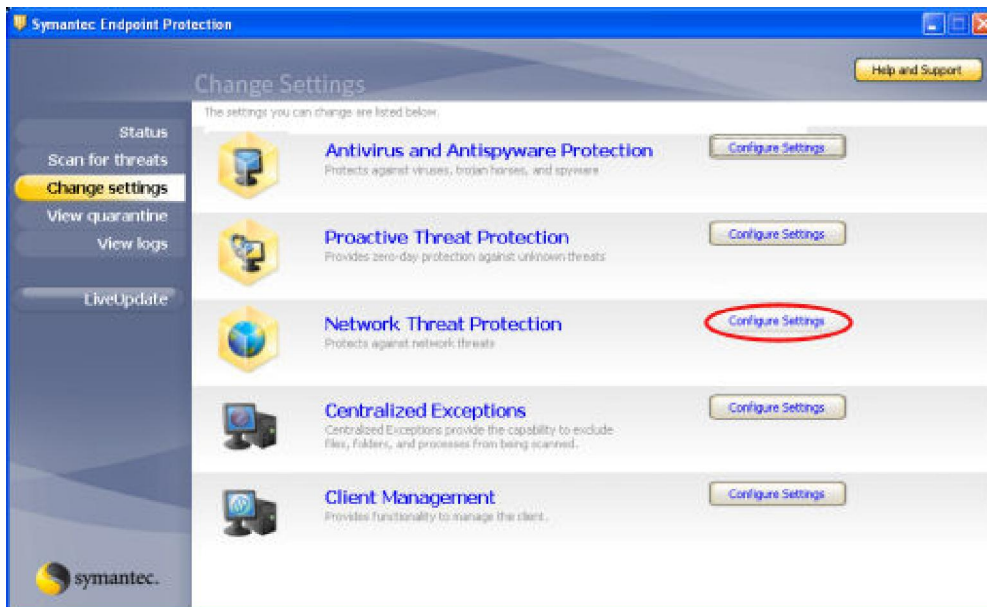 Symantec Endpoint Protection
Help and Support
Change Settings
The settings you can change are listed below.
Status
Scan for threats
Change settings
View quarantine
View logs
LiveUpdate
Antivirus and Antispyware Protection
Protects against viruses, trojan horses, and spyware
Configure Settings
Proactive Threat Protection
Provides zero-day protection against unknown threats
Configure Settings
Network Threat Protection
Protects against network threats
Configure Settings
Centralized Exceptions
Centralized Exceptions provide the capability to exclude
files, folders, and processes from being scanned.
Configure Settings
Client Management
Provides functionality to manage the client.
Configure Settings
symantec.